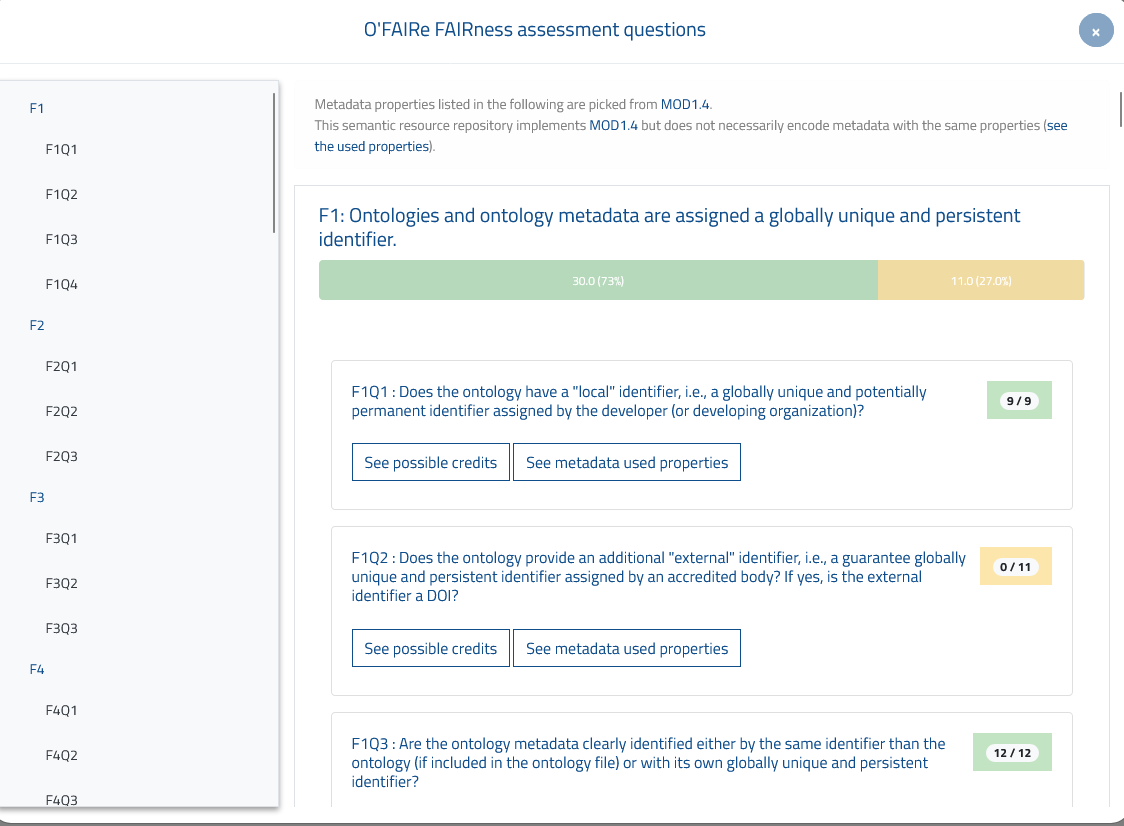 O'FAIRe FAIRness assessment questions
×
F1
F1Q1
F1Q2
F1Q3
F1Q4
F2
F2Q1
F2Q2
F2Q3
F3
F3Q1
F3Q2
F3Q3
F4
F4Q1
F4Q2
F4Q3
Metadata properties listed in the following are picked from MOD1.4.
This semantic resource repository implements MOD1.4 but does not necessarily encode metadata with the same properties (see
the used properties).
F1: Ontologies and ontology metadata are assigned a globally unique and persistent
identifier.
30.0 (73%) 11.0 (27.0%)
F1Q1 : Does the ontology have a "local" identifier, i.e., a globally unique and potentially
permanent identifier assigned by the developer (or developing organization)?
9 / 9
See possible credits See metadata used properties
F1Q2 : Does the ontology provide an additional "external" identifier, i.e., a guarantee globally
unique and persistent identifier assigned by an accredited body? If yes, is the external
identifier a DOI?
0 / 11
See possible credits See metadata used properties
F1Q3 : Are the ontology metadata clearly identified either by the same identifier than the
ontology (if included in the ontology file) or with its own globally unique and persistent
identifier?
12 / 12